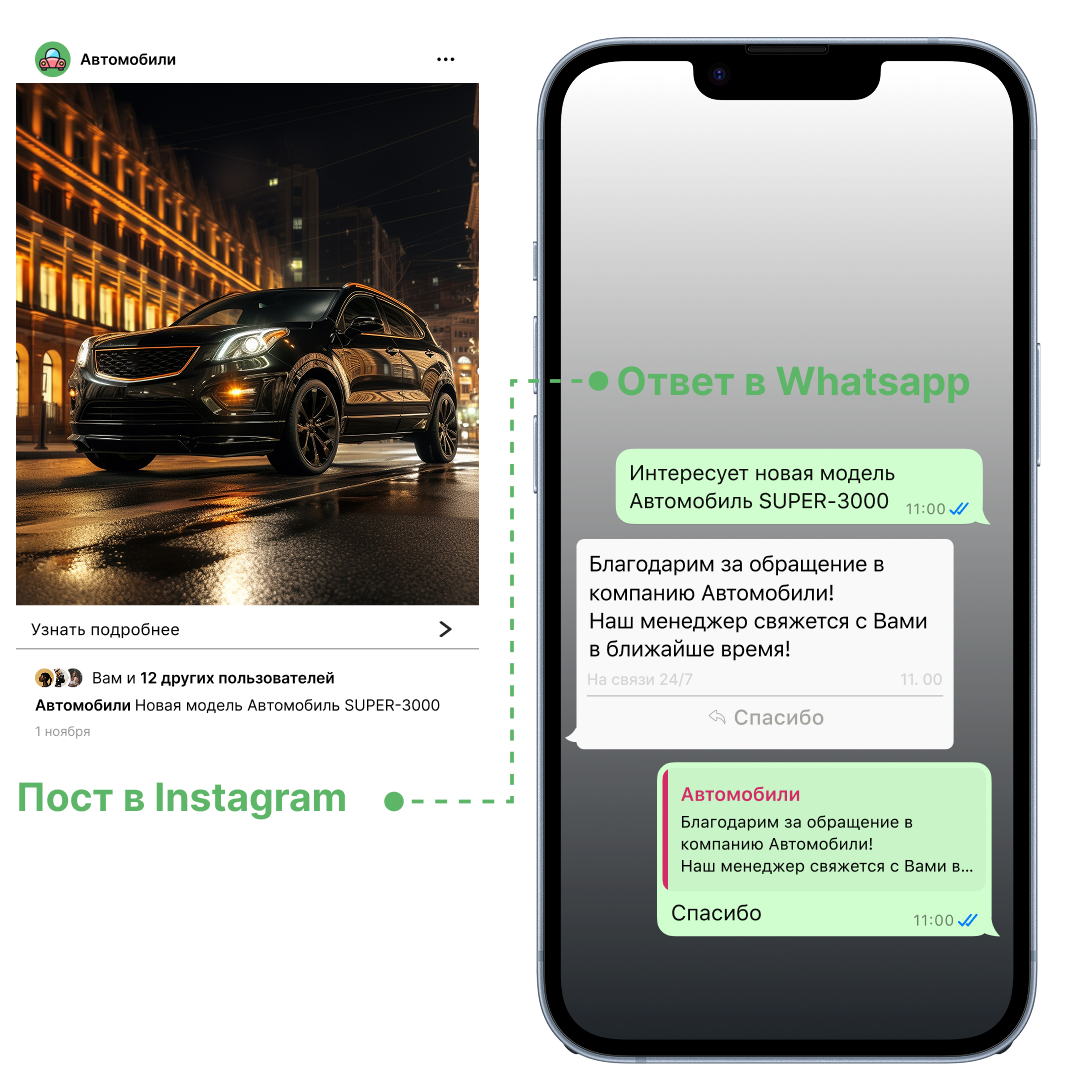 Автомобили
Узнать подробнее
Вам и 12 других пользователей
Автомобили Новая модель Автомобиль SUPER-3000
1 ноября
Пост в Instagram
Ответ в Whatsapp
Интересует новая модель
Автомобиль SUPER-3000 11:00
Благодарим за обращение в
компанию Автомобили!
Наш менеджер свяжется с Вами
в ближайше время!
На связи 24/7 11. 00
Спасибо
Автомобили
Благодарим за обращение в
компанию Автомобили!
Наш менеджер свяжется с Вами в...
Спасибо 11:00